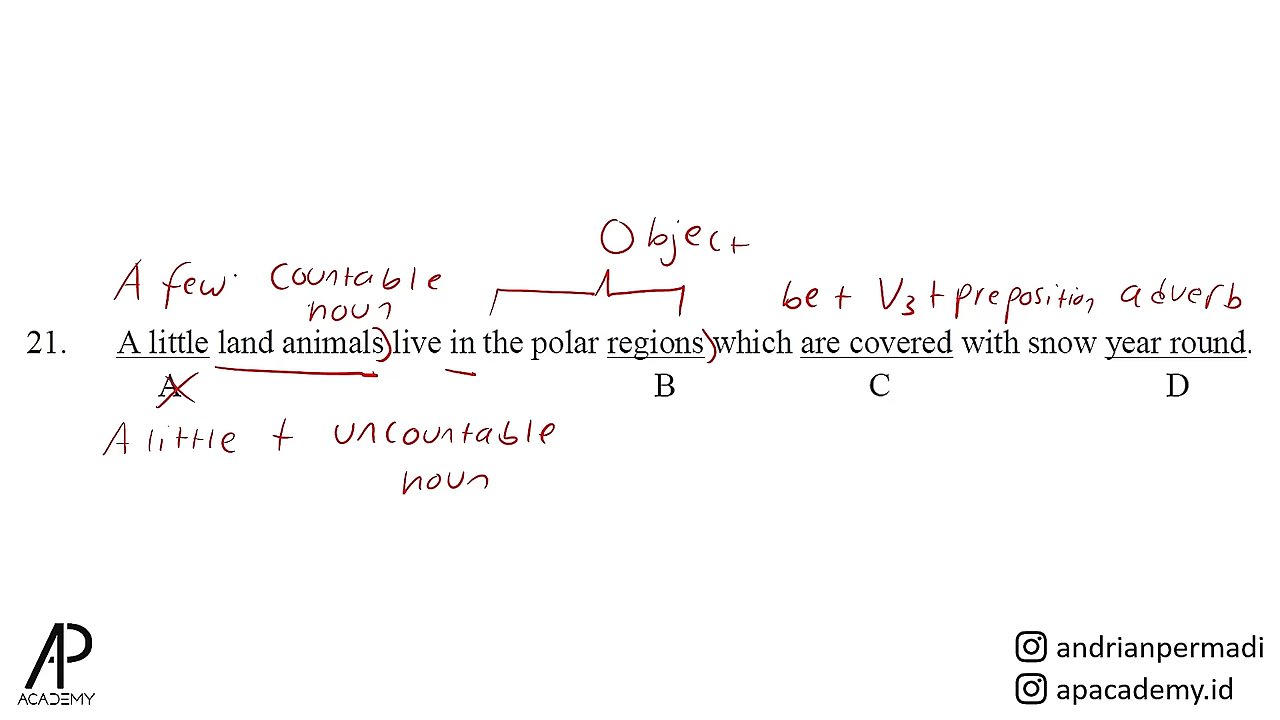 Object
A few countable
noun
be + V3 + preposition adverb
21. A little land animals) live in the polar regions) which are covered with snow year round.
A B C D
A little + uncountable
noun
AP
ACADEMY
andrianpermadi
apacademy.id